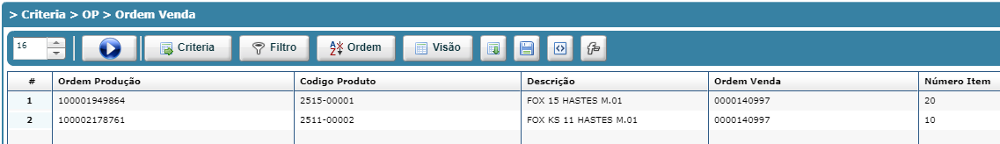 > Criteria > OP > Ordem Venda
16 Criteria Filtro Ordem Visão
# Ordem Produção Codigo Produto Descrição Ordem Venda Número Item
1 100001949864 2515-00001 FOX 15 HASTES M.01 0000140997 20
2 100002178761 2511-00002 FOX KS 11 HASTES M.01 0000140997 10